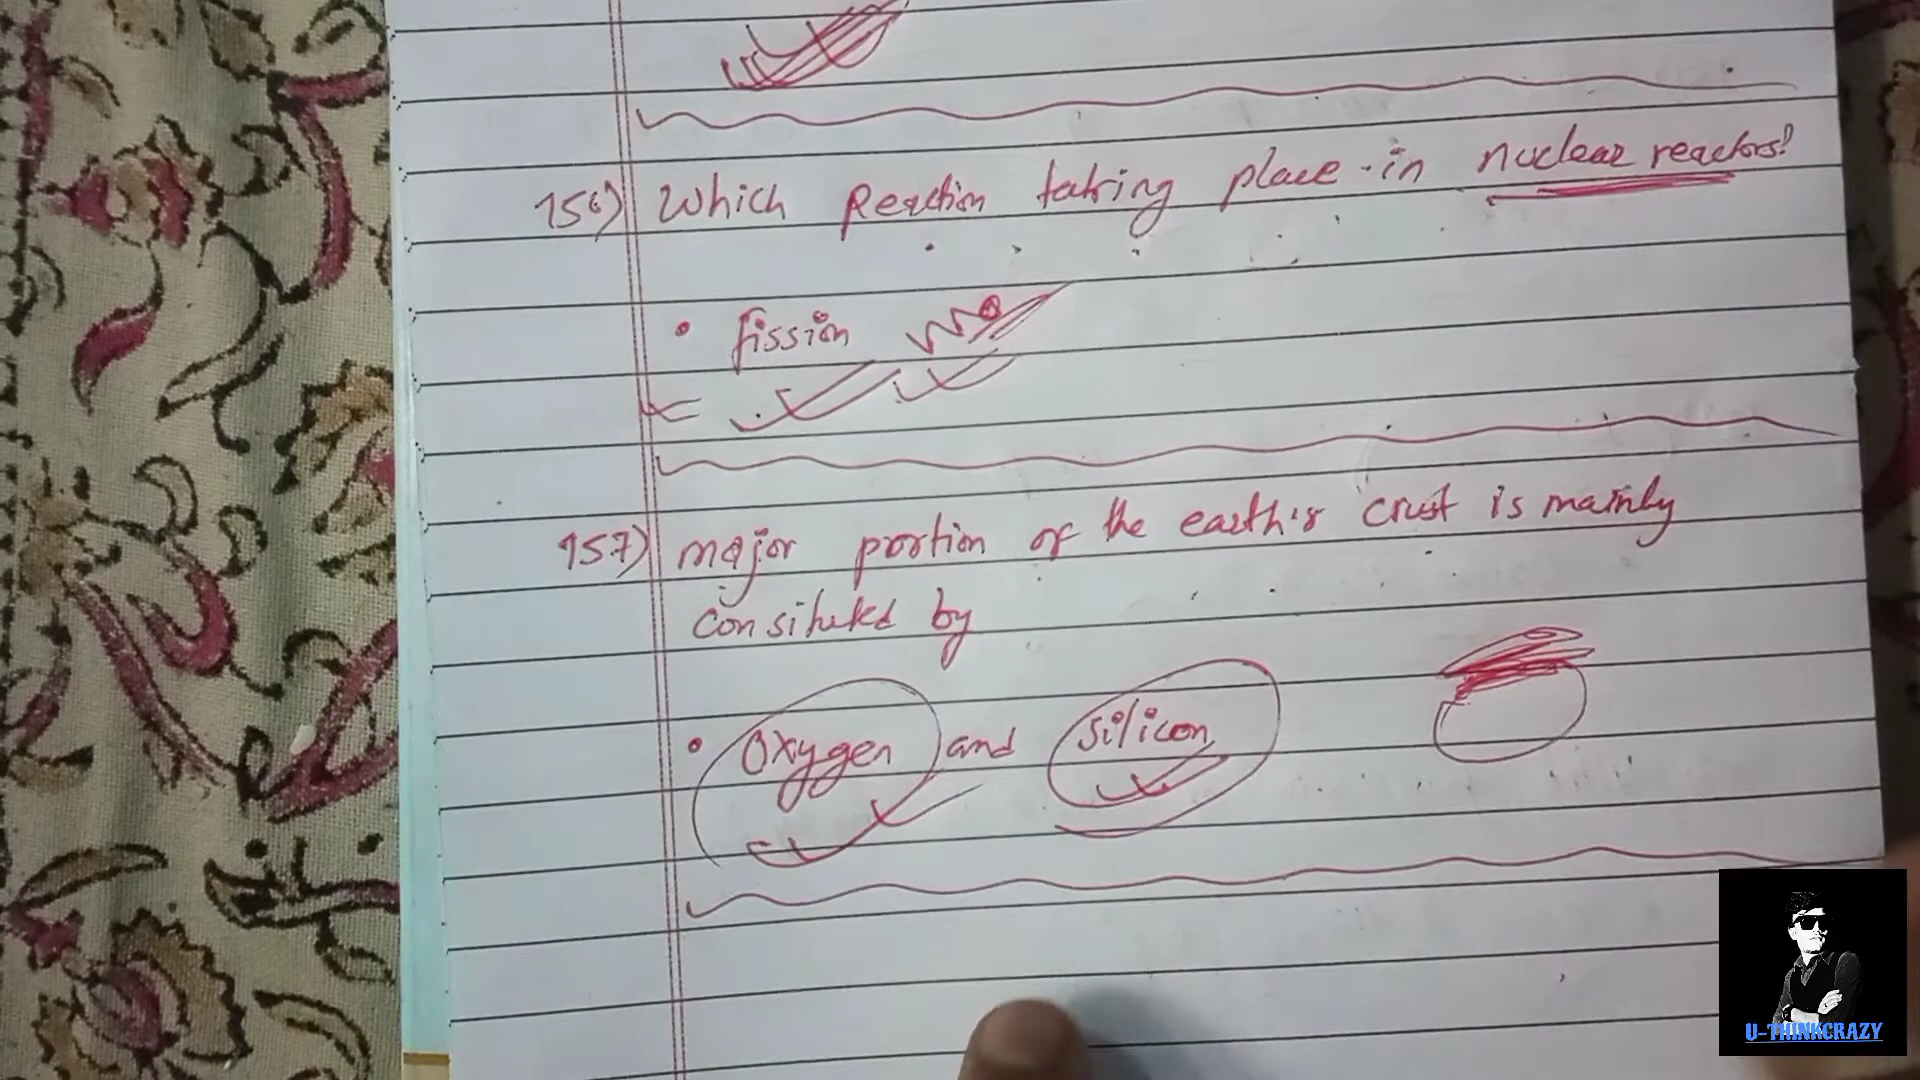 156) Which Reaction taking place in nuclear reactors?
• fission
157) major portion of the earth's crust is mainly
consituted by
• Oxygen and Silicon
U-THINKCRAZY